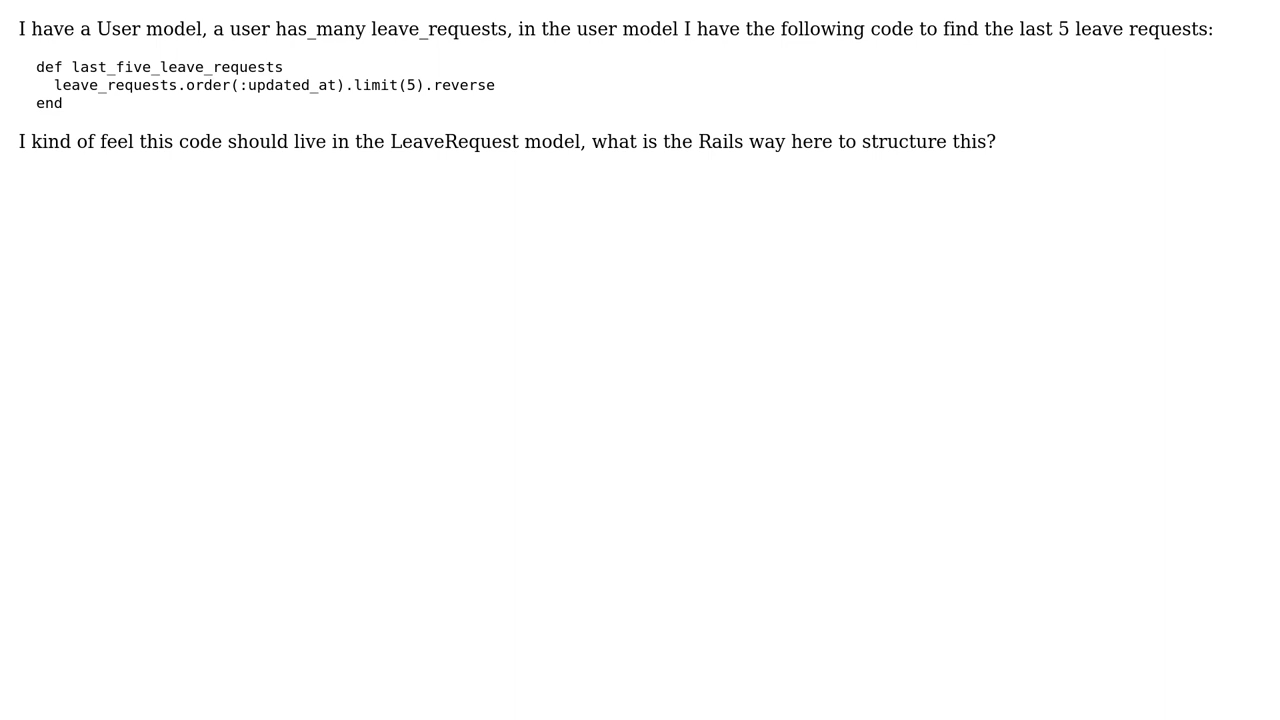 I have a User model, a user has_many leave_requests, in the user model I have the following code to find the last 5 leave requests:
def last_five_leave_requests
  leave_requests.order(:updated_at).limit(5).reverse
end
I kind of feel this code should live in the LeaveRequest model, what is the Rails way here to structure this?